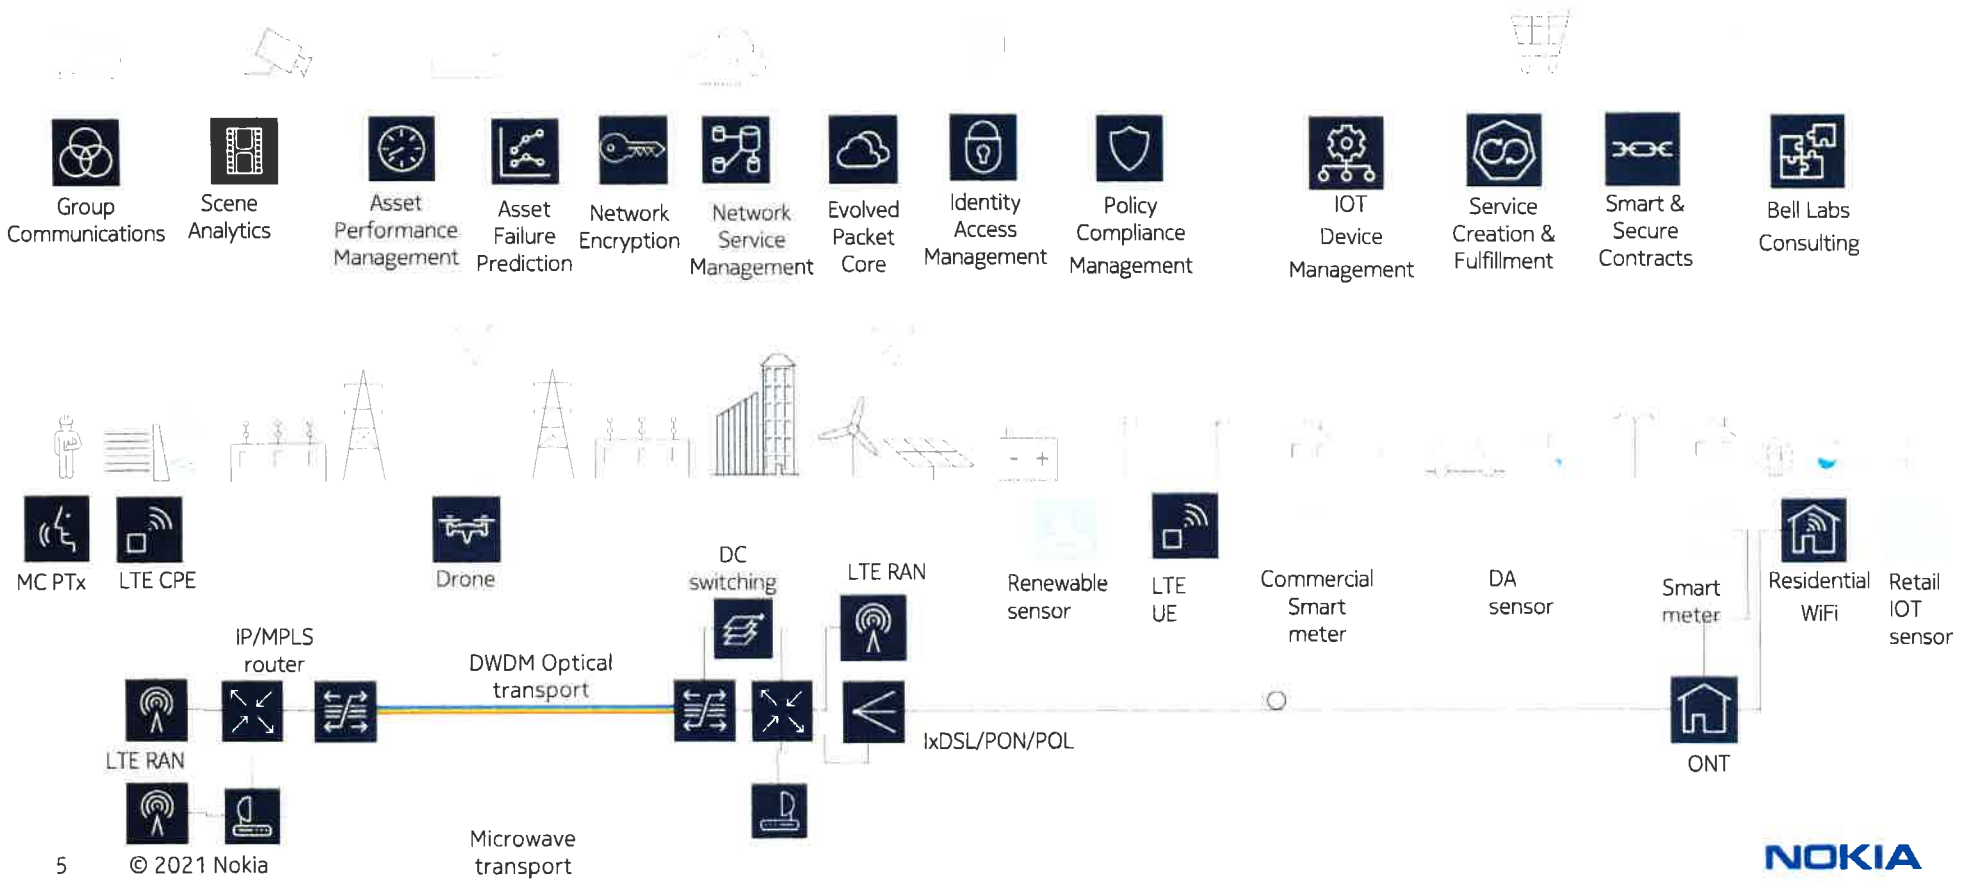 Group
Communications
Scene
Analytics
Asset
Performance
Management
Asset
Failure
Prediction
Network
Encryption
Network
Service
Management
Evolved
Packet
Core
Identity
Access
Management
Policy
Compliance
Management
IOT
Device
Management
Service
Creation &
Fulfillment
Smart &
Secure
Contracts
Bell Labs
Consulting
MC PTx
LTE CPE
Drone
DC
switching
LTE RAN
Renewable
sensor
LTE
UE
Commercial
Smart
meter
DA
sensor
Smart
meter
Residential
WiFi
Retail
IOT
sensor
IP/MPLS
router
DWDM Optical
transport
LTE RAN
IxDSL/PON/POL
ONT
Microwave
transport
5
© 2021 Nokia
NOKIA